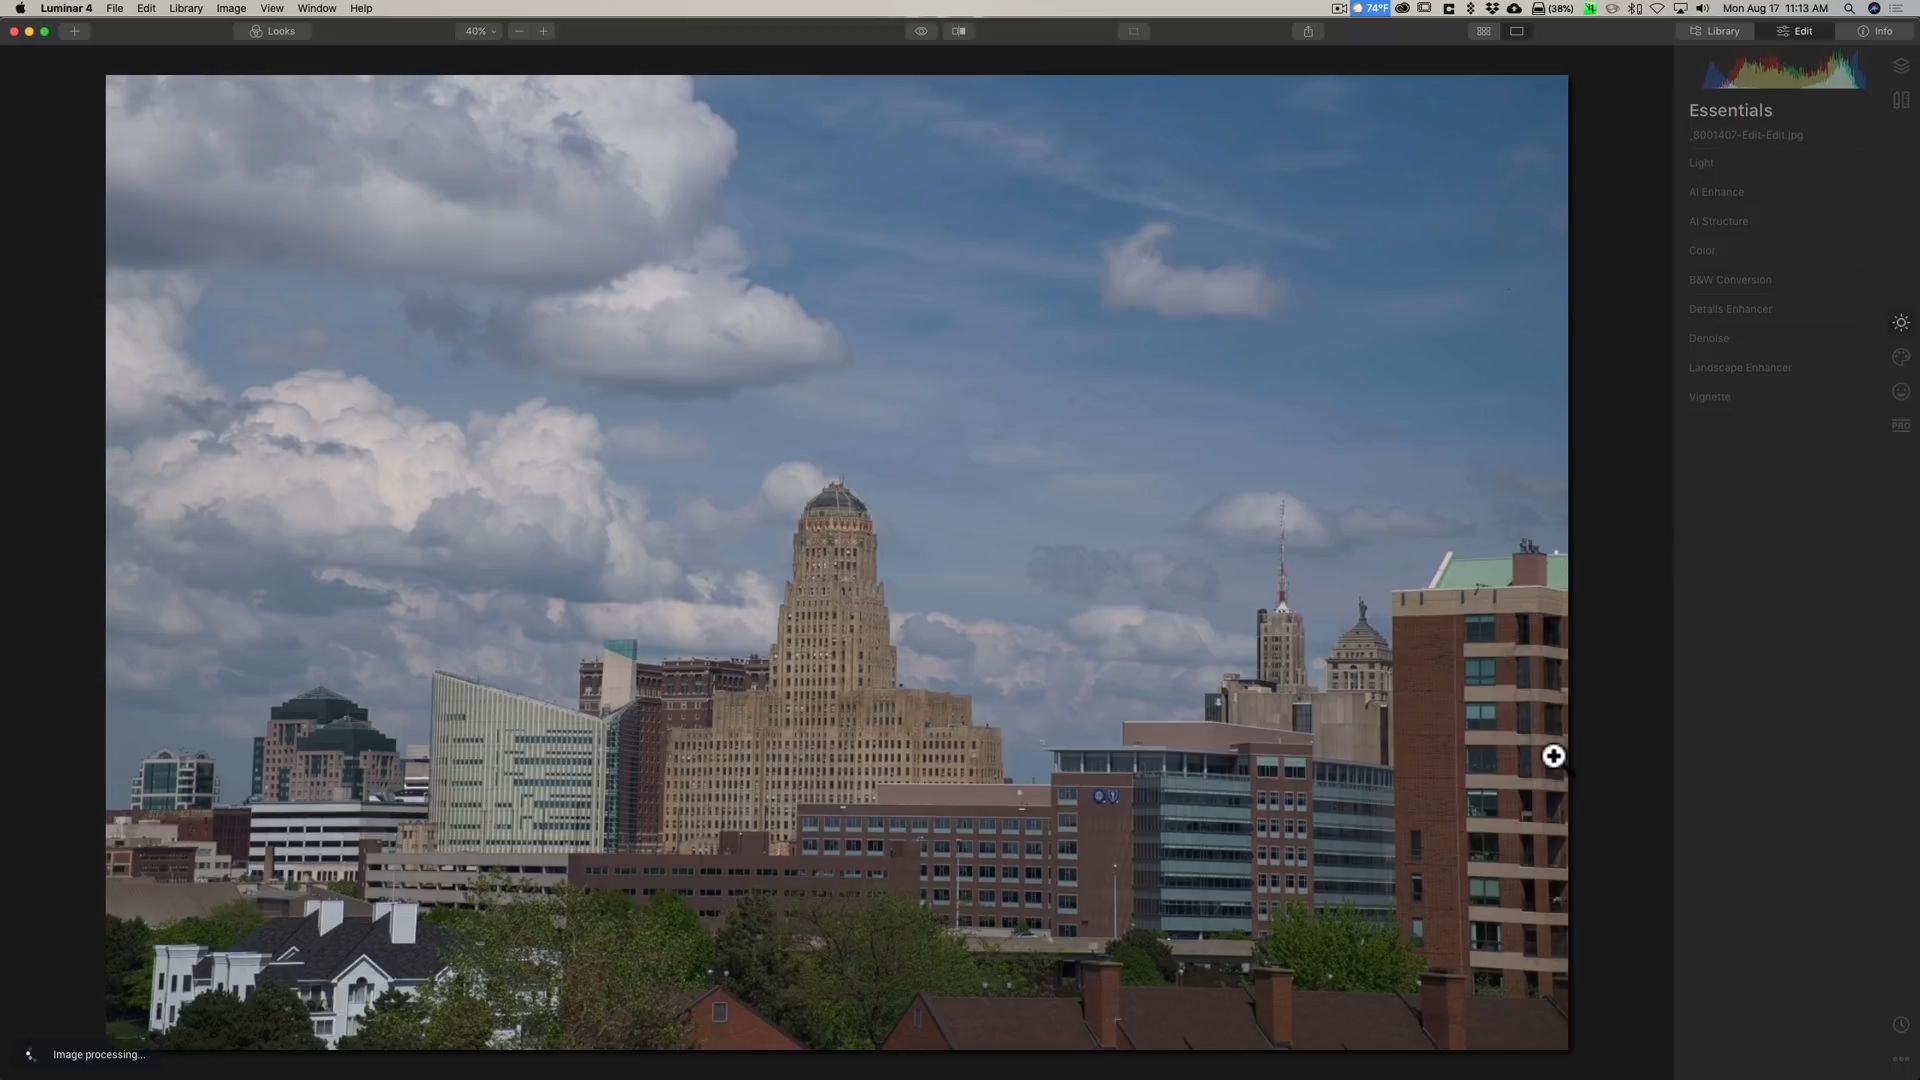 Luminar 4 File Edit Library Image View Window Help
74°F (38%) Mon Aug 17 11:13 AM
Looks 40% Library Edit Info
Essentials
_8001407-Edit-Edit.jpg
Light
AI Enhance
AI Structure
Color
B&W Conversion
Details Enhancer
Denoise
Landscape Enhancer
PRO
Vignette
Image processing...